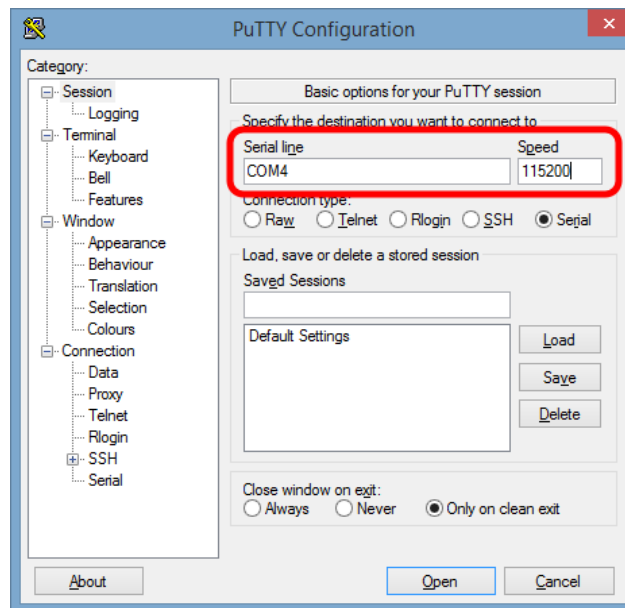 PuTTY Configuration
Category:
Session
Logging
Terminal
Keyboard
Bell
Features
Window
Appearance
Behaviour
Translation
Selection
Colours
Connection
Data
Proxy
Telnet
Rlogin
SSH
Serial
Basic options for your PuTTY session
Specify the destination you want to connect to
Serial line Speed
COM4 115200
Connection type:
Raw Telnet Rlogin SSH Serial
Load, save or delete a stored session
Saved Sessions
Default Settings
Load
Save
Delete
Close window on exit:
Always Never Only on clean exit
About Open Cancel